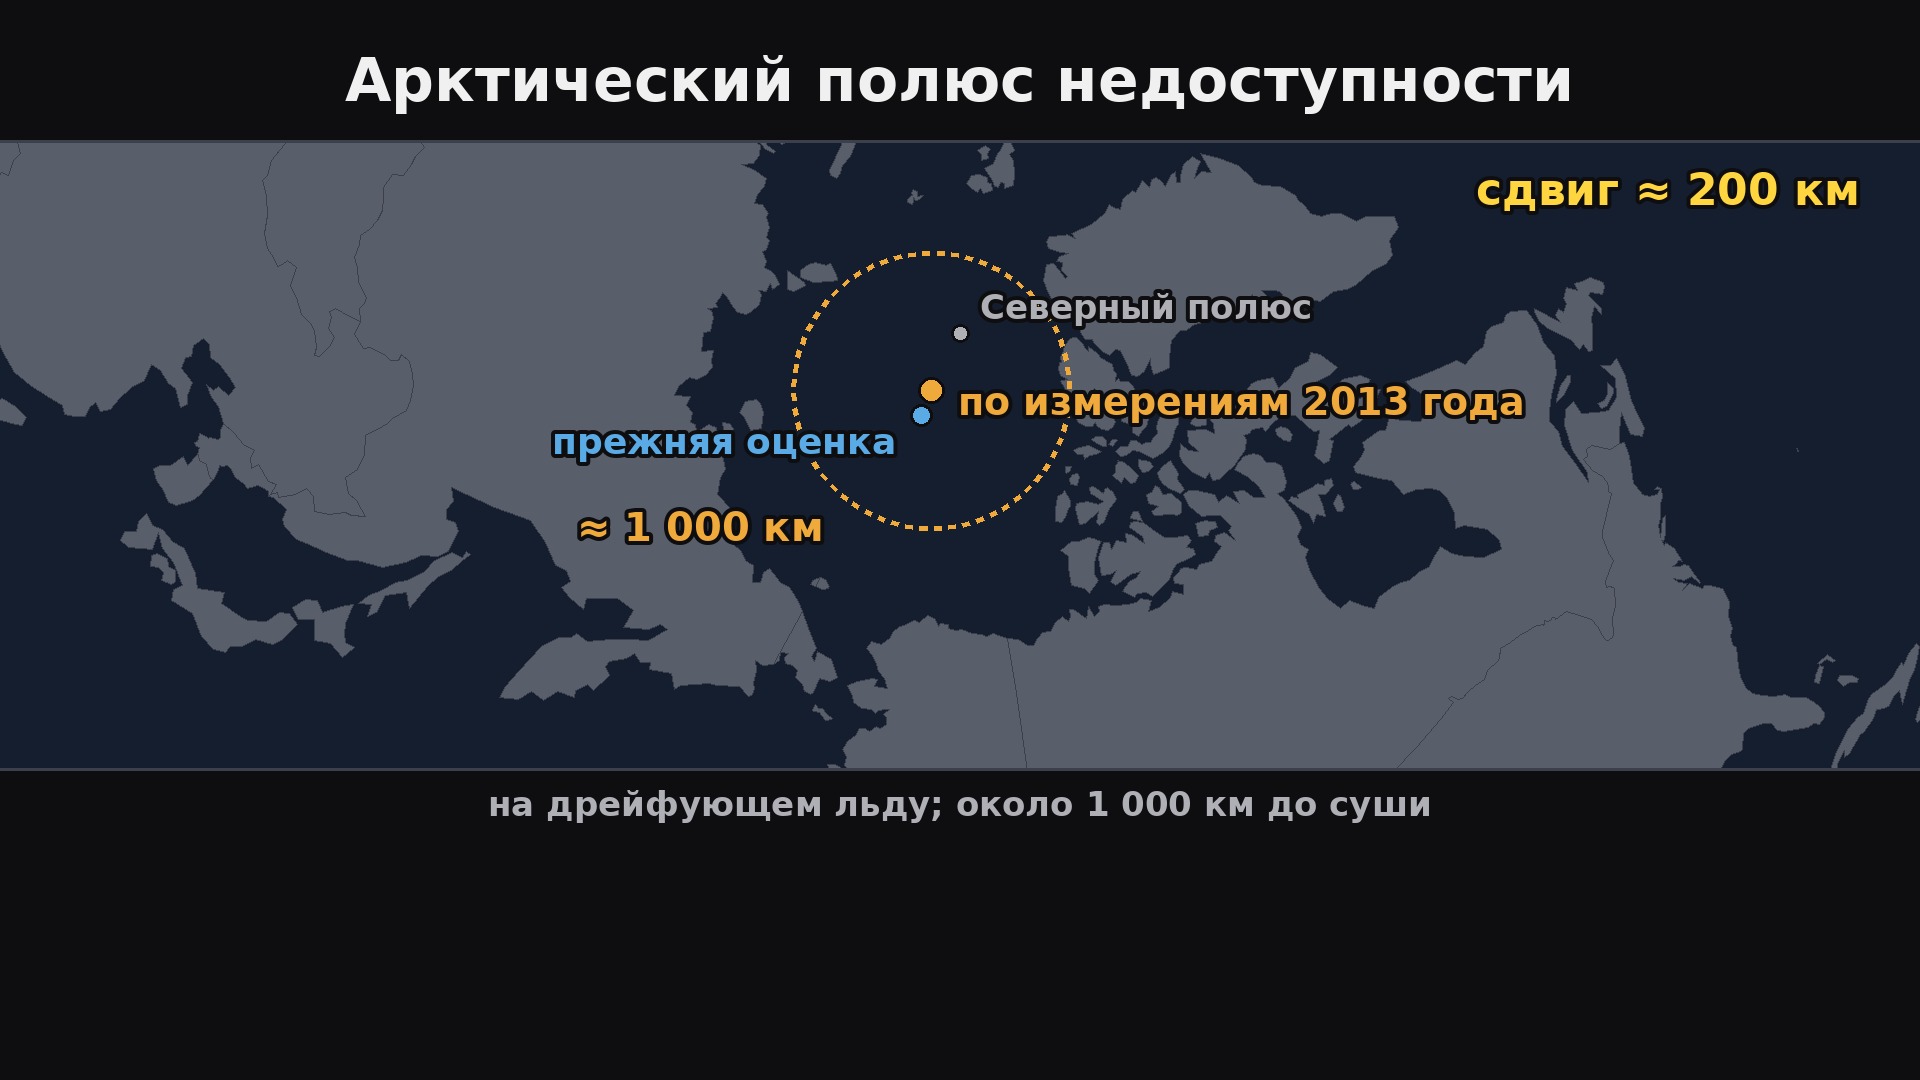 Арктический полюс недоступности
сдвиг ≈ 200 км
Северный полюс
по измерениям 2013 года
прежняя оценка
≈ 1 000 км
на дрейфующем льду; около 1 000 км до суши